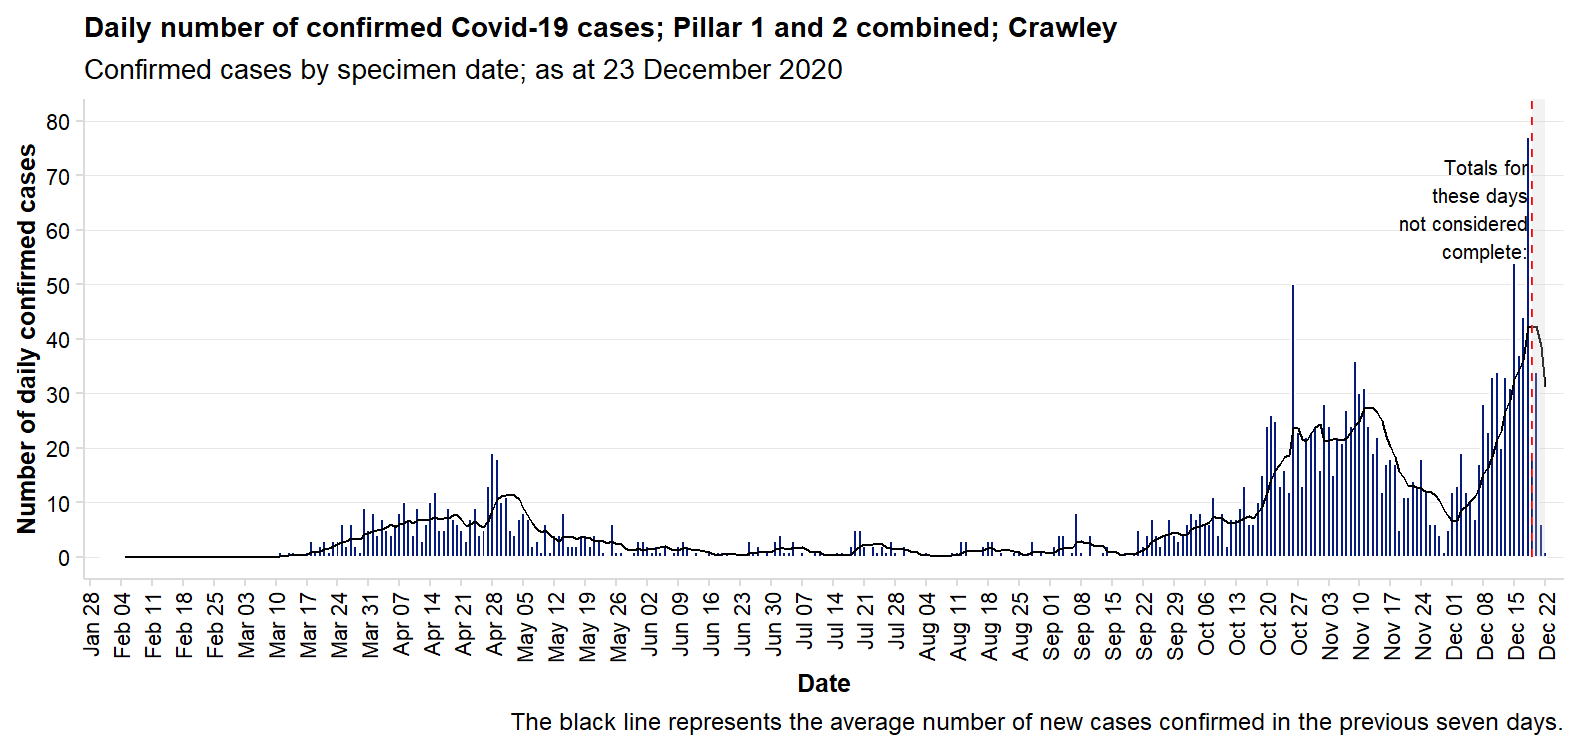 Daily number of confirmed Covid-19 cases; Pillar 1 and 2 combined; Crawley
Confirmed cases by specimen date; as at 23 December 2020
Number of daily confirmed cases
80
70
60
50
40
30
20
10
0
Totals for
these days
not considered
complete:
Jan 28
Feb 04
Feb 11
Feb 18
Feb 25
Mar 03
Mar 10
Mar 17
Mar 24
Mar 31
Apr 07
Apr 14
Apr 21
Apr 28
May 05
May 12
May 19
May 26
Jun 02
Jun 09
Jun 16
Jun 23
Jun 30
Jul 07
Jul 14
Jul 21
Jul 28
Aug 04
Aug 11
Aug 18
Aug 25
Sep 01
Sep 08
Sep 15
Sep 22
Sep 29
Oct 06
Oct 13
Oct 20
Oct 27
Nov 03
Nov 10
Nov 17
Nov 24
Dec 01
Dec 08
Dec 15
Dec 22
Date
The black line represents the average number of new cases confirmed in the previous seven days.